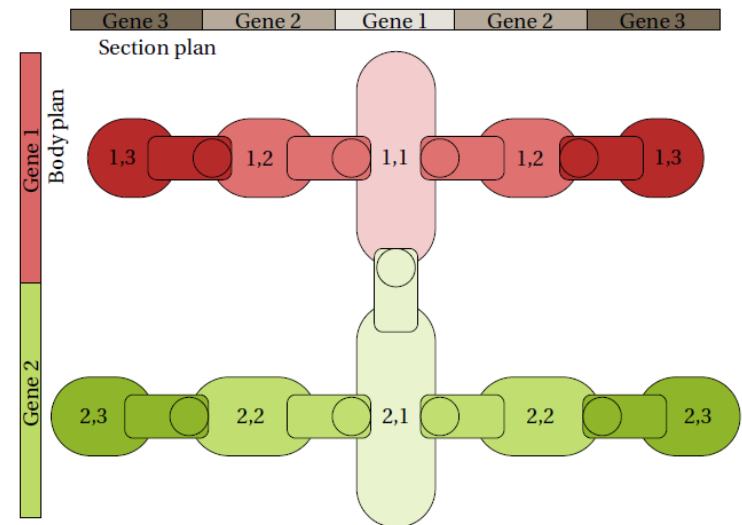 Gene 3 Gene 2 Gene 1 Gene 2 Gene 3
Section plan
Gene 1
Body plan
1,3 1,2 1,1 1,2 1,3
Gene 2
2,3 2,2 2,1 2,2 2,3